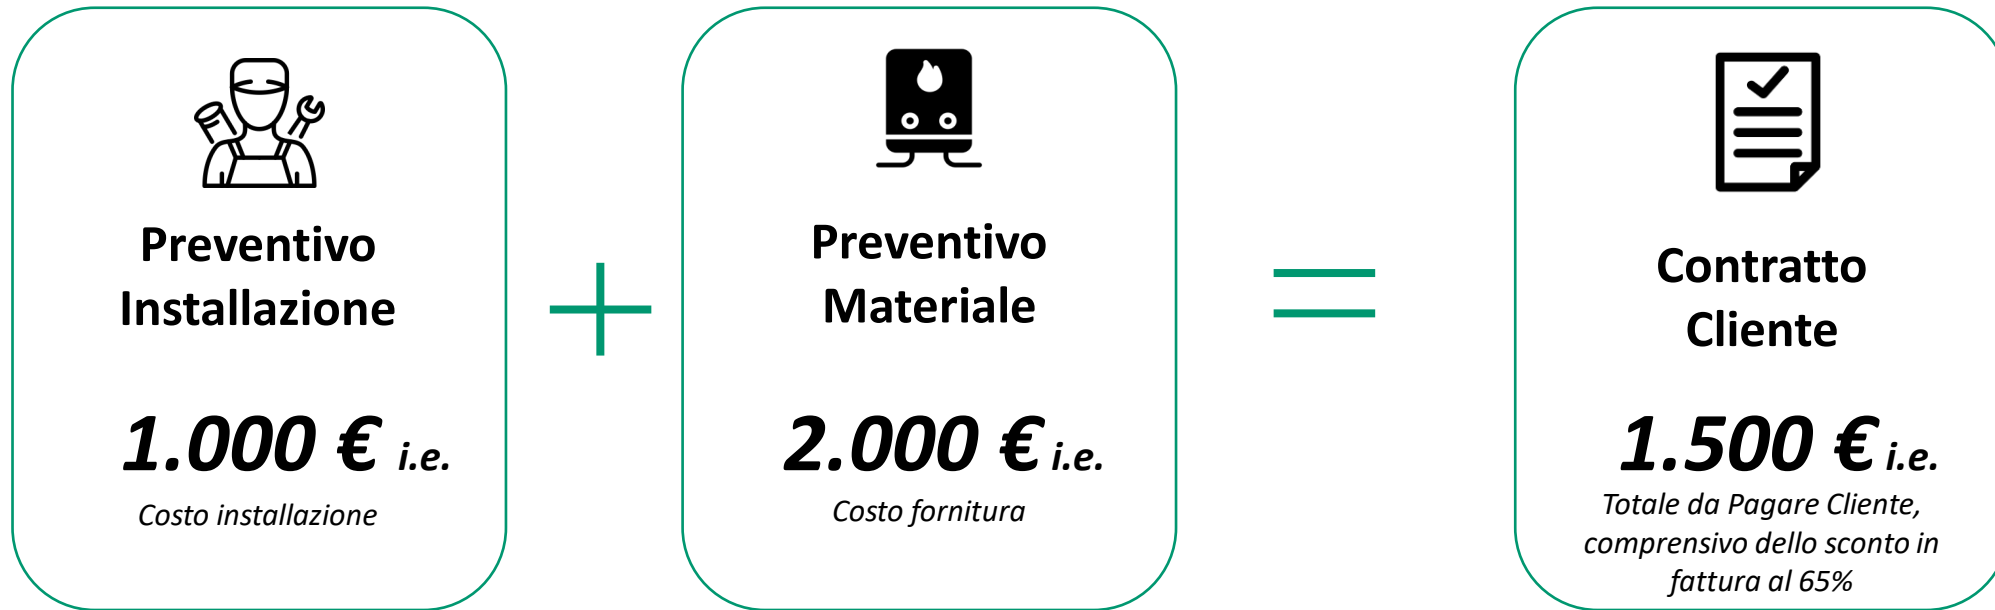 Preventivo
Installazione
1.000 € i.e.
Costo installazione
Preventivo
Materiale
2.000 € i.e.
Costo fornitura
Contratto
Cliente
1.500 € i.e.
Totale da Pagare Cliente,
comprensivo dello sconto in
fattura al 65%